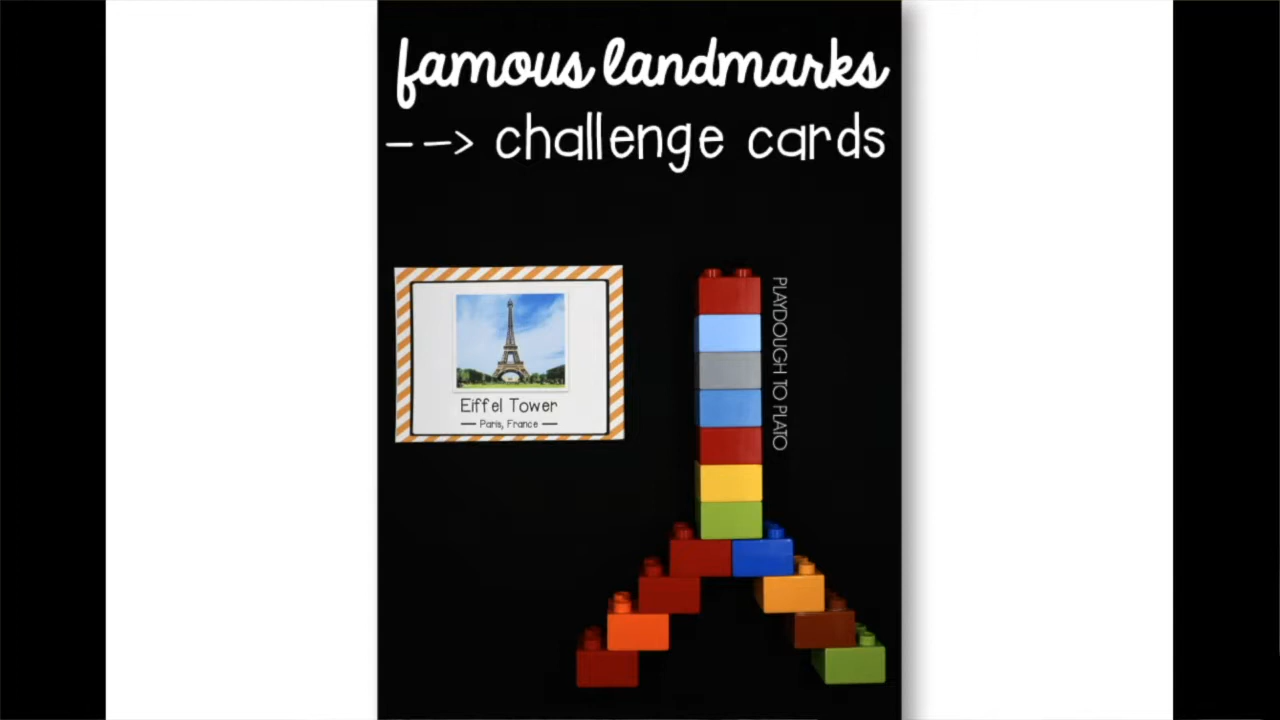 famous landmarks
--> challenge cards
Eiffel Tower
— Paris, France —
PLAYDOUGH TO PLATO